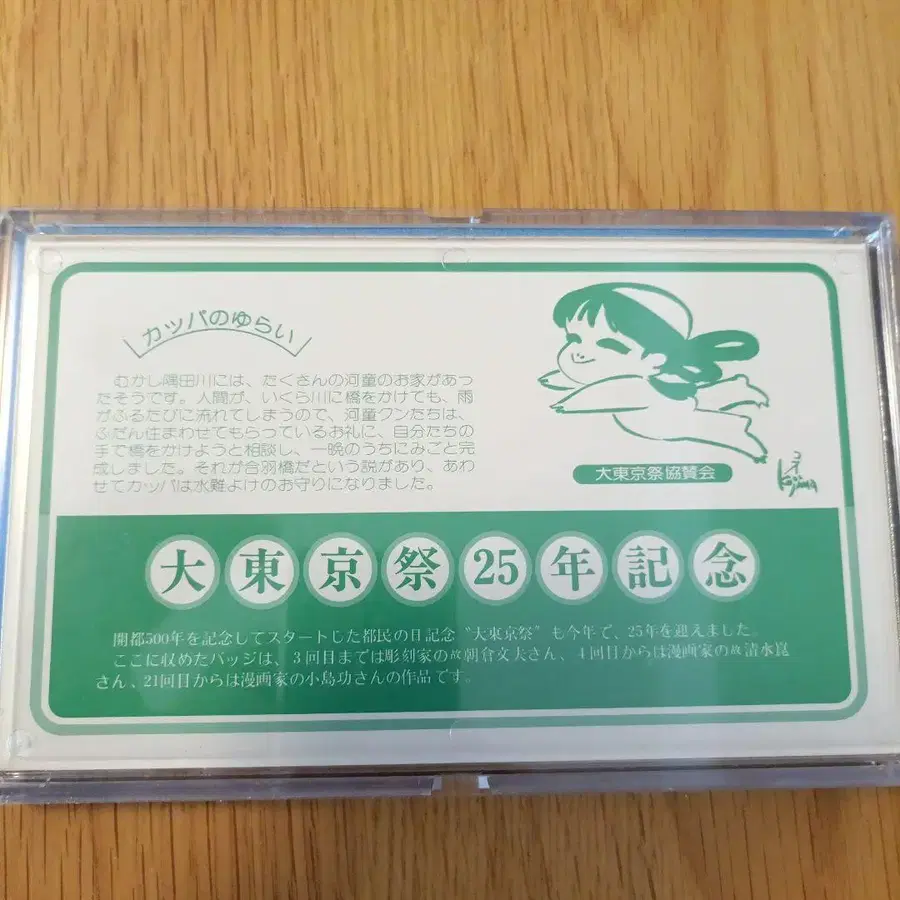 カッパのゆらい
むかし隅田川には、たくさんの河童のお家があっ
たそうです。人間が、いくら川に橋をかけても、雨
がふるたびに流れてしまうので、河童クンたちは、
ふだん住まわせてもらっているお礼に、自分たちの
手で橋をかけようと相談し、一晩のうちにみごと完
成しました。それが合羽橋だという説があり、あわ
せてカッパは水難よけのお守りになりました。
大東京祭協賛会
コオ
Kojima
大東京祭25年記念
開都500年を記念してスタートした都民の日記念〝大東京祭〟も今年で、25年を迎えました。
ここに収めたバッジは、3回目までは彫刻家の故朝倉文夫さん、4回目からは漫画家の故清水崑
さん、21回目からは漫画家の小島功さんの作品です。